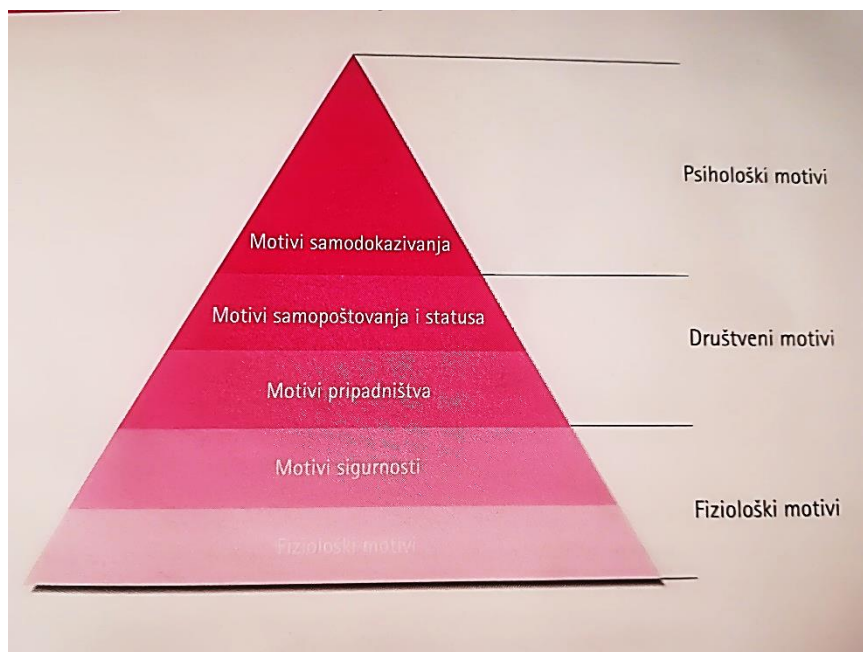 Psihološki motivi
Motivi samodokazivanja
Motivi samopoštovanja i statusa
Društveni motivi
Motivi pripadništva
Motivi sigurnosti
Fiziološki motivi
Fiziološki motivi